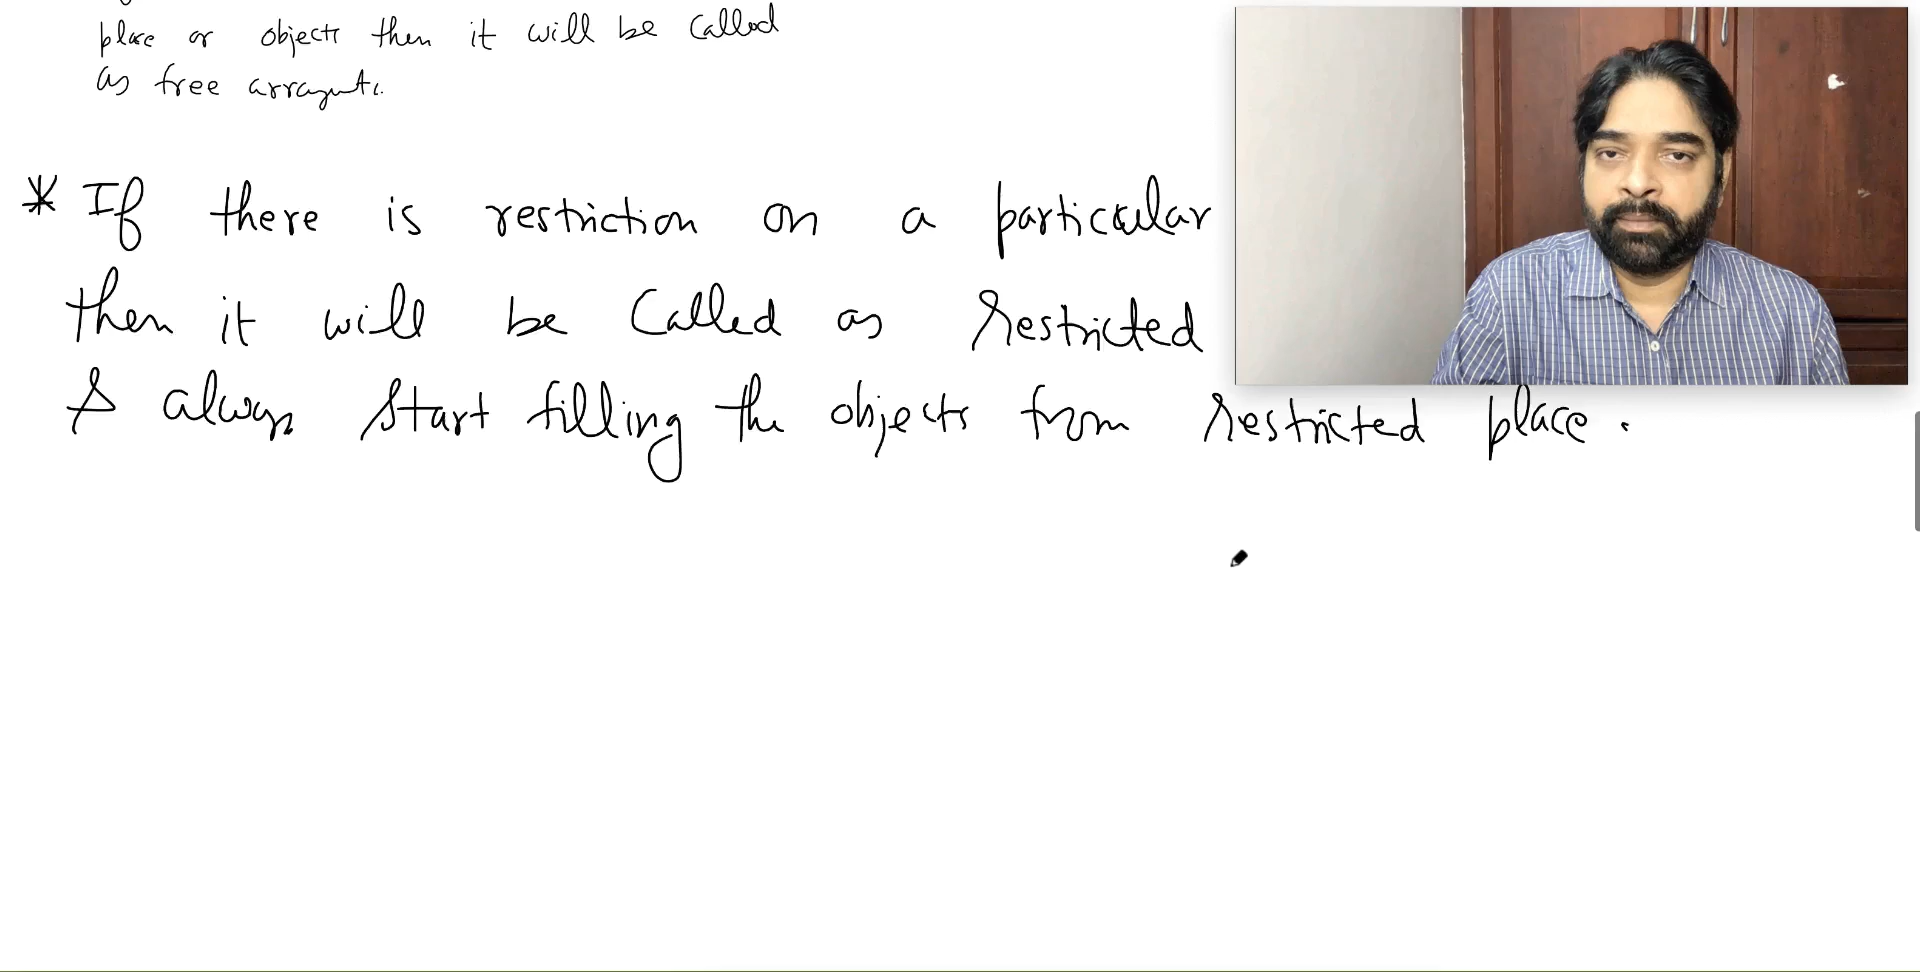 place or objects then it will be called
as free arragnts.
* If there is restriction on a particular
then it will be called as restricted
& always start filling the objects from restricted place.